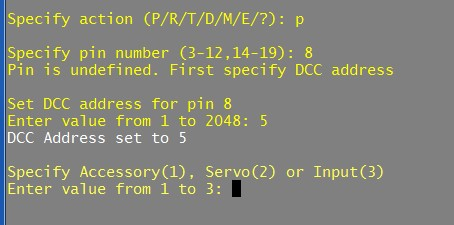 Specify action (P/R/T/D/M/E/?): p
Specify pin number (3-12,14-19): 8
Pin is undefined. First specify DCC address
Set DCC address for pin 8
Enter value from 1 to 2048: 5
DCC Address set to 5
Specify Accessory(1), Servo(2) or Input(3)
Enter value from 1 to 3: